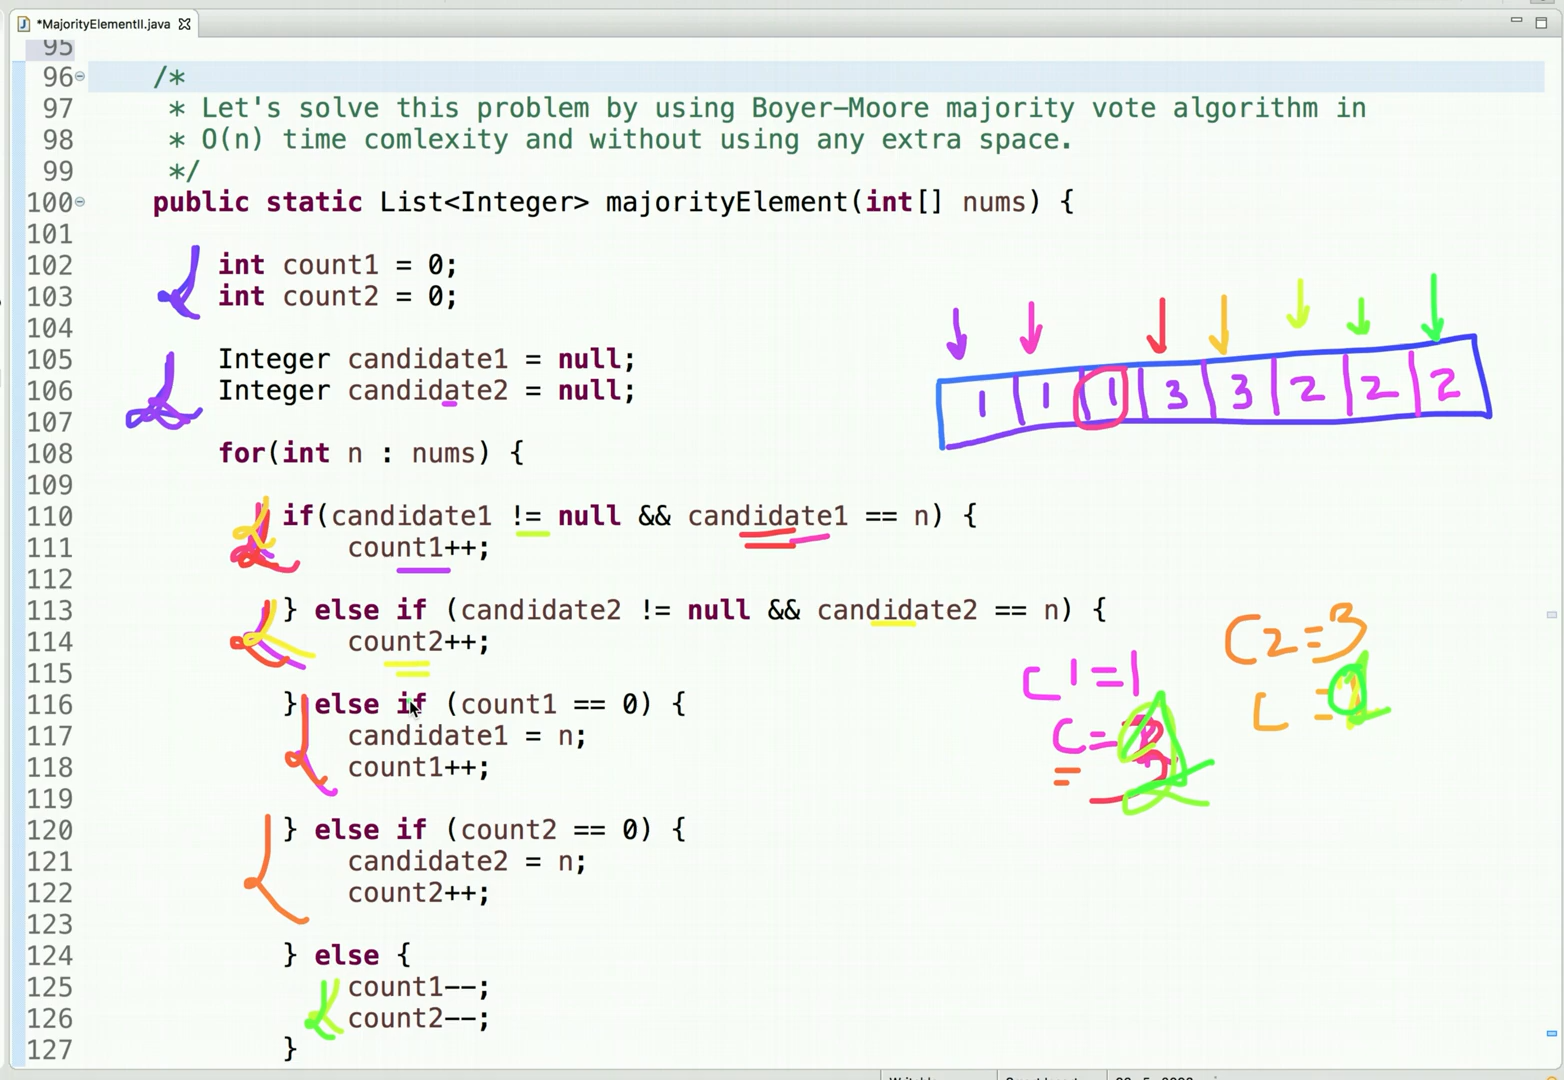 *MajorityElementII.java
95
96 /*
97 * Let's solve this problem by using Boyer-Moore majority vote algorithm in
98 * O(n) time comlexity and without using any extra space.
99 */
100 public static List<Integer> majorityElement(int[] nums) {
101
102 int count1 = 0;
103 int count2 = 0;
104
105 Integer candidate1 = null;
106 Integer candidate2 = null;
107
108 for(int n : nums) {
109
110 if(candidate1 != null && candidate1 == n) {
111 count1++;
112
113 } else if (candidate2 != null && candidate2 == n) {
114 count2++;
115
116 } else if (count1 == 0) {
117 candidate1 = n;
118 count1++;
119
120 } else if (count2 == 0) {
121 candidate2 = n;
122 count2++;
123
124 } else {
125 count1--;
126 count2--;
127 }
1 1 1 3 3 2 2 2
C1=1
C=
C2=3
C =